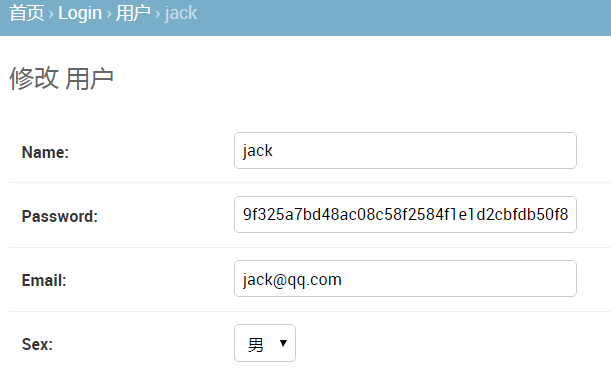 首页 › Login › 用户 › jack
修改 用户
Name: jack
Password: 9f325a7bd48ac08c58f2584f1e1d2cbfdb50f8
Email: jack@qq.com
Sex: 男